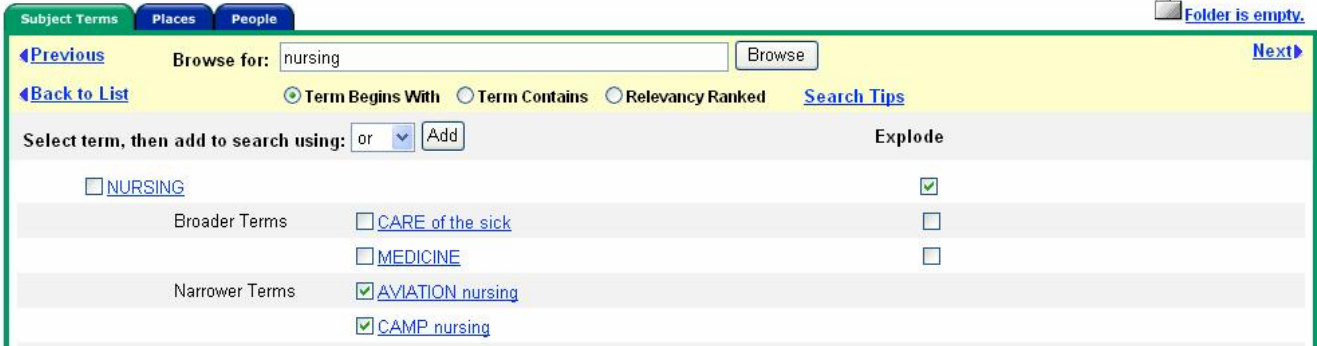 Subject Terms Places People Folder is empty.
Previous Browse for: nursing Browse Next
Back to List Term Begins With Term Contains Relevancy Ranked Search Tips
Select term, then add to search using: or Add Explode
NURSING
Broader Terms CARE of the sick
MEDICINE
Narrower Terms AVIATION nursing
CAMP nursing